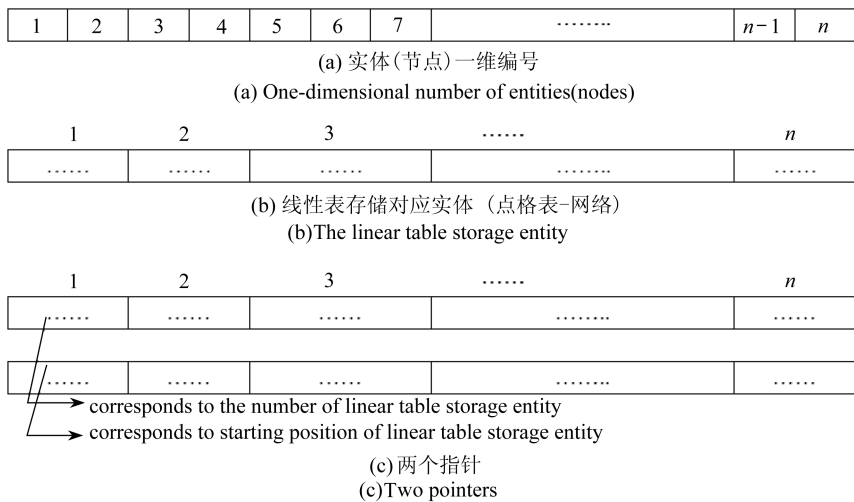 1 2 3 4 5 6 7 …….. n−1 n
(a) 实体(节点)一维编号
(a) One-dimensional number of entities(nodes)
1 2 3 …… n
…… …… …… …….. ……
(b) 线性表存储对应实体 (点格表-网络)
(b)The linear table storage entity
1 2 3 …… n
…… …… …… …….. ……
…… …… …… …….. ……
corresponds to the number of linear table storage entity
corresponds to starting position of linear table storage entity
(c) 两个指针
(c)Two pointers